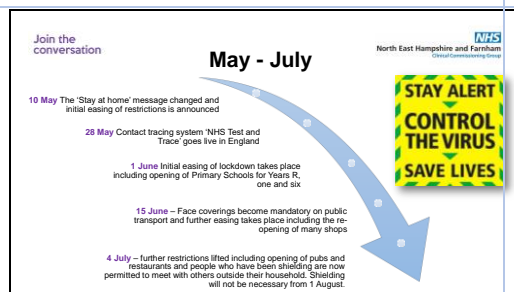 Join the
conversation
May - July
NHS
North East Hampshire and Farnham
Clinical Commissioning Group
STAY ALERT
CONTROL
THE VIRUS
SAVE LIVES
10 May The 'Stay at home' message changed and
initial easing of restrictions is announced
28 May Contact tracing system 'NHS Test and
Trace' goes live in England
1 June Initial easing of lockdown takes place
including opening of Primary Schools for Years R,
one and six
15 June – Face coverings become mandatory on public
transport and further easing takes place including the re-
opening of many shops
4 July – further restrictions lifted including opening of pubs and
restaurants and people who have been shielding are now
permitted to meet with others outside their household. Shielding
will not be necessary from 1 August.